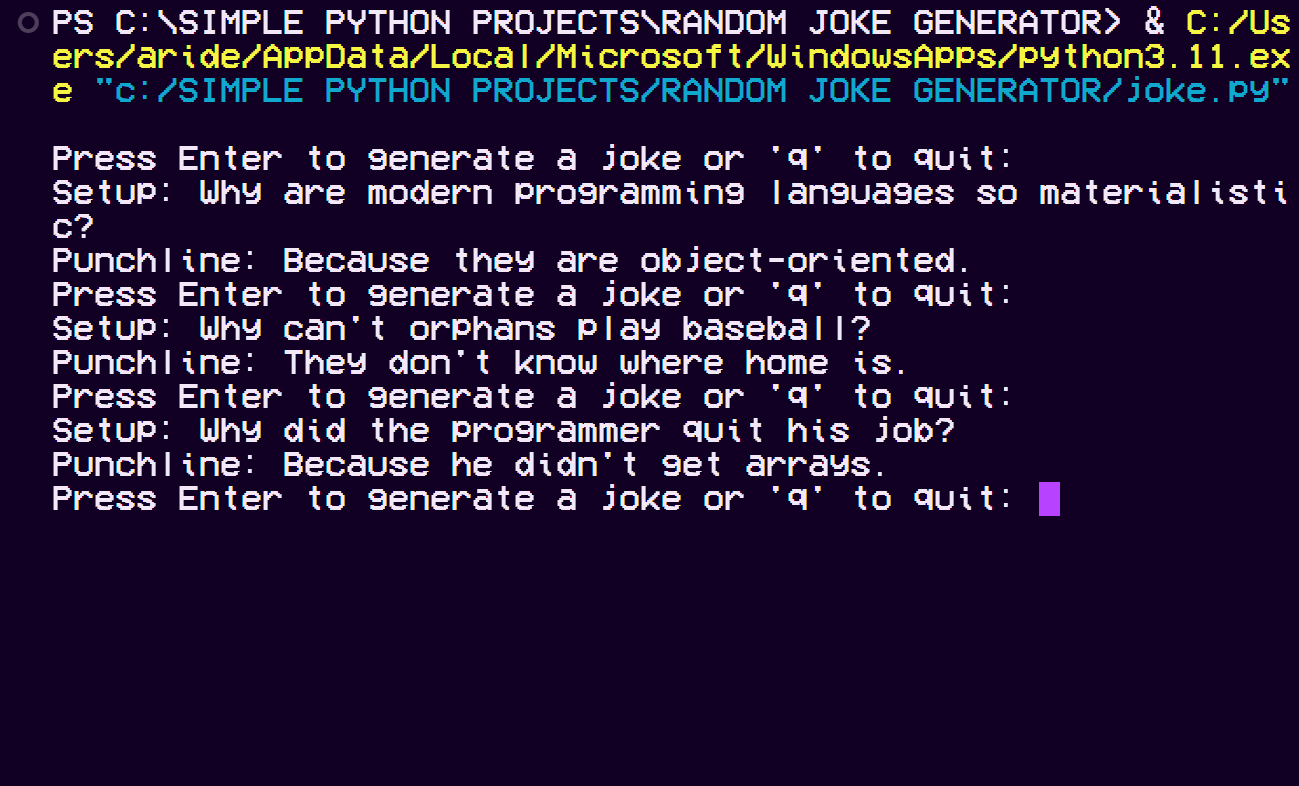 PS C:\SIMPLE PYTHON PROJECTS\RANDOM JOKE GENERATOR> & C:/Us
ers/aride/AppData/Local/Microsoft/WindowsApps/python3.11.ex
e "c:/SIMPLE PYTHON PROJECTS/RANDOM JOKE GENERATOR/joke.py"
Press Enter to generate a joke or 'q' to quit:
Setup: Why are modern programming languages so materialisti
c?
Punchline: Because they are object-oriented.
Press Enter to generate a joke or 'q' to quit:
Setup: Why can't orphans play baseball?
Punchline: They don't know where home is.
Press Enter to generate a joke or 'q' to quit:
Setup: Why did the programmer quit his job?
Punchline: Because he didn't get arrays.
Press Enter to generate a joke or 'q' to quit: